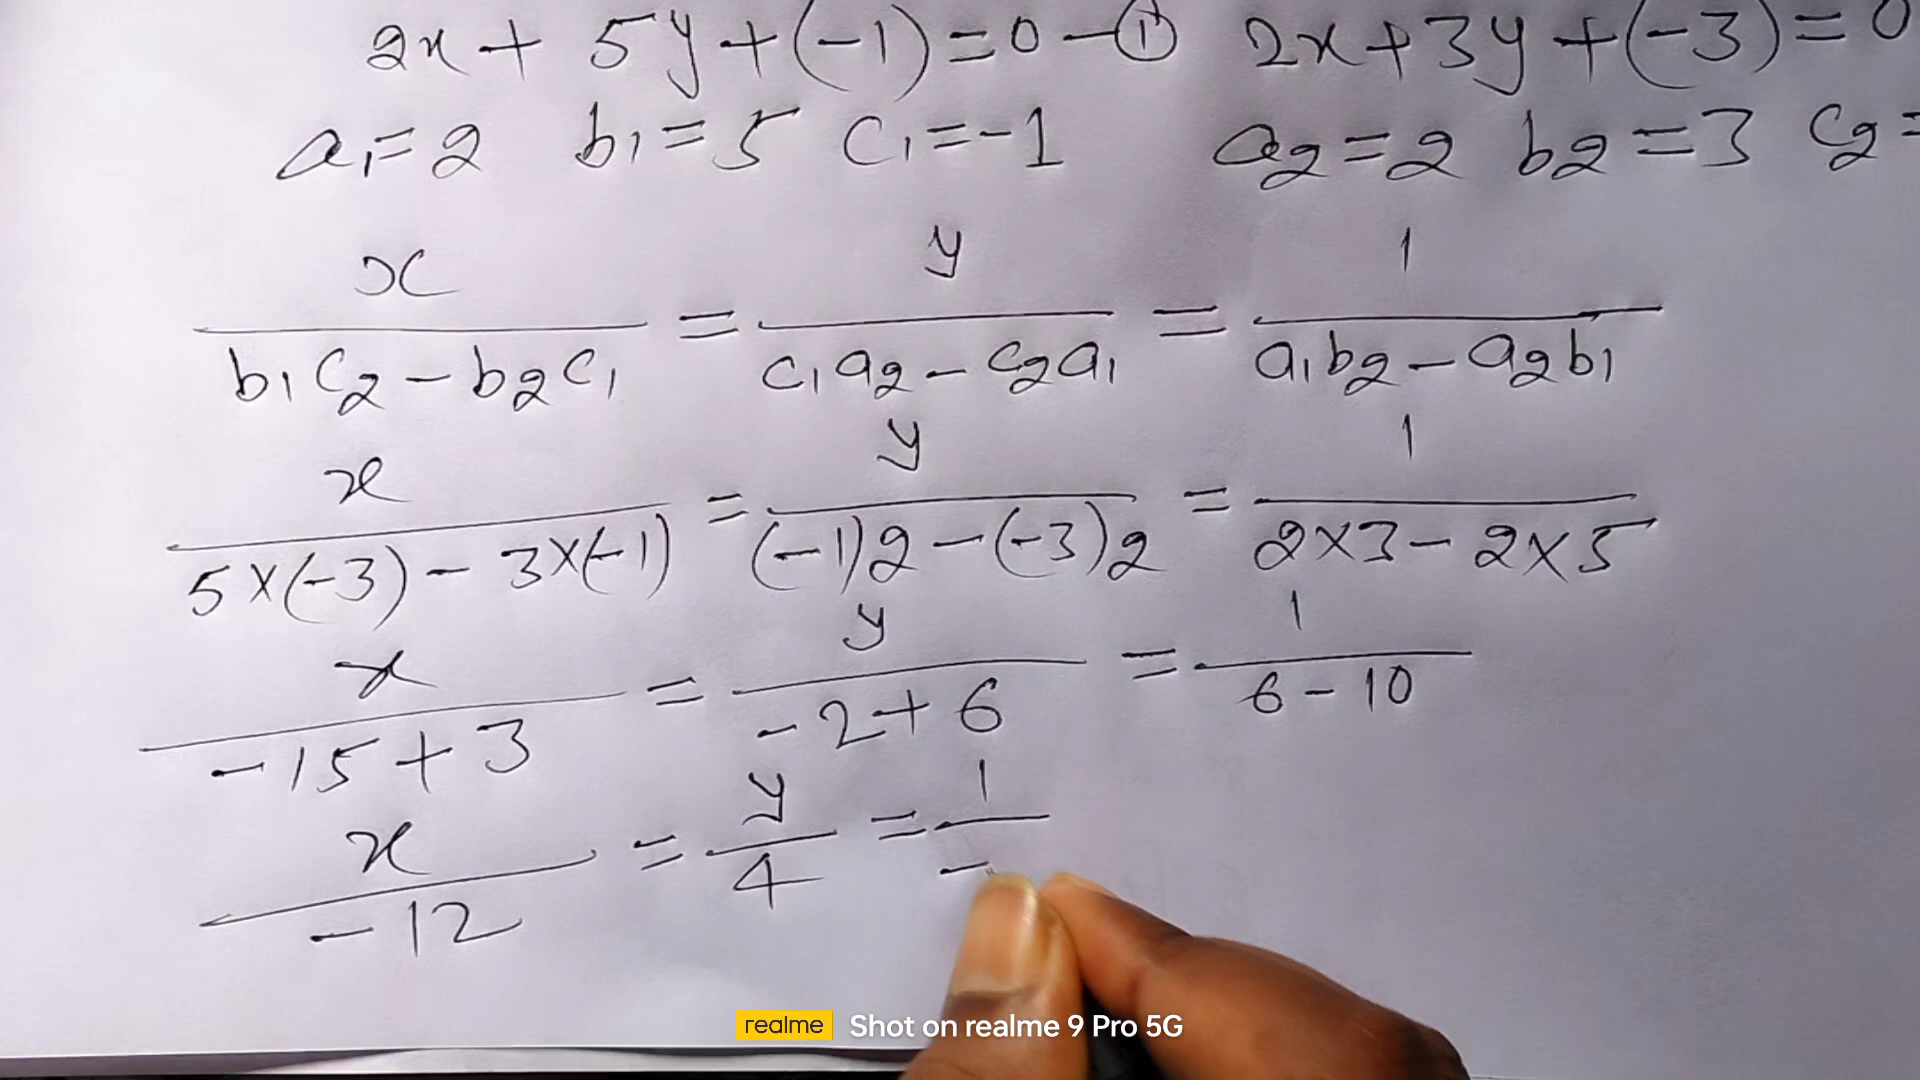 2x + 5y + (-1) = 0 - ① 2x + 3y + (-3) = 0
a1 = 2 b1 = 5 c1 = -1 a2 = 2 b2 = 3 c2 =
x y 1
= =
b1c2 - b2c1 c1a2 - c2a1 a1b2 - a2b1
x y 1
= =
5×(-3) - 3×(-1) (-1)2 - (-3)2 2×3 - 2×5
x y 1
= =
-15 + 3 -2 + 6 6 - 10
x y 1
= =
-12 4 -
realme Shot on realme 9 Pro 5G